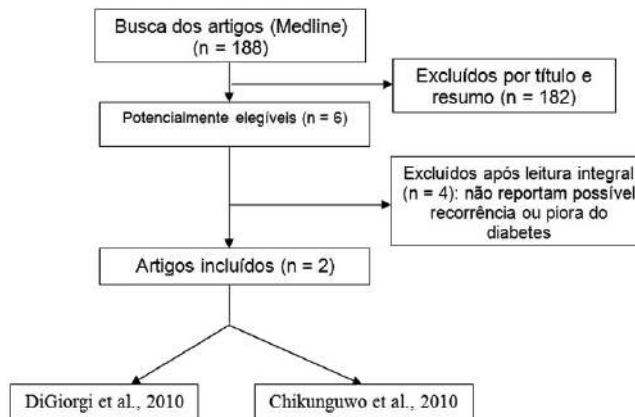 Busca dos artigos (Medline)
(n = 188)
Excluídos por título e
resumo (n = 182)
Potencialmente elegíveis (n = 6)
Excluídos após leitura integral
(n = 4): não reportam possível
recorrência ou piora do
diabetes
Artigos incluídos (n = 2)
DiGiorgi et al., 2010
Chikunguwo et al., 2010